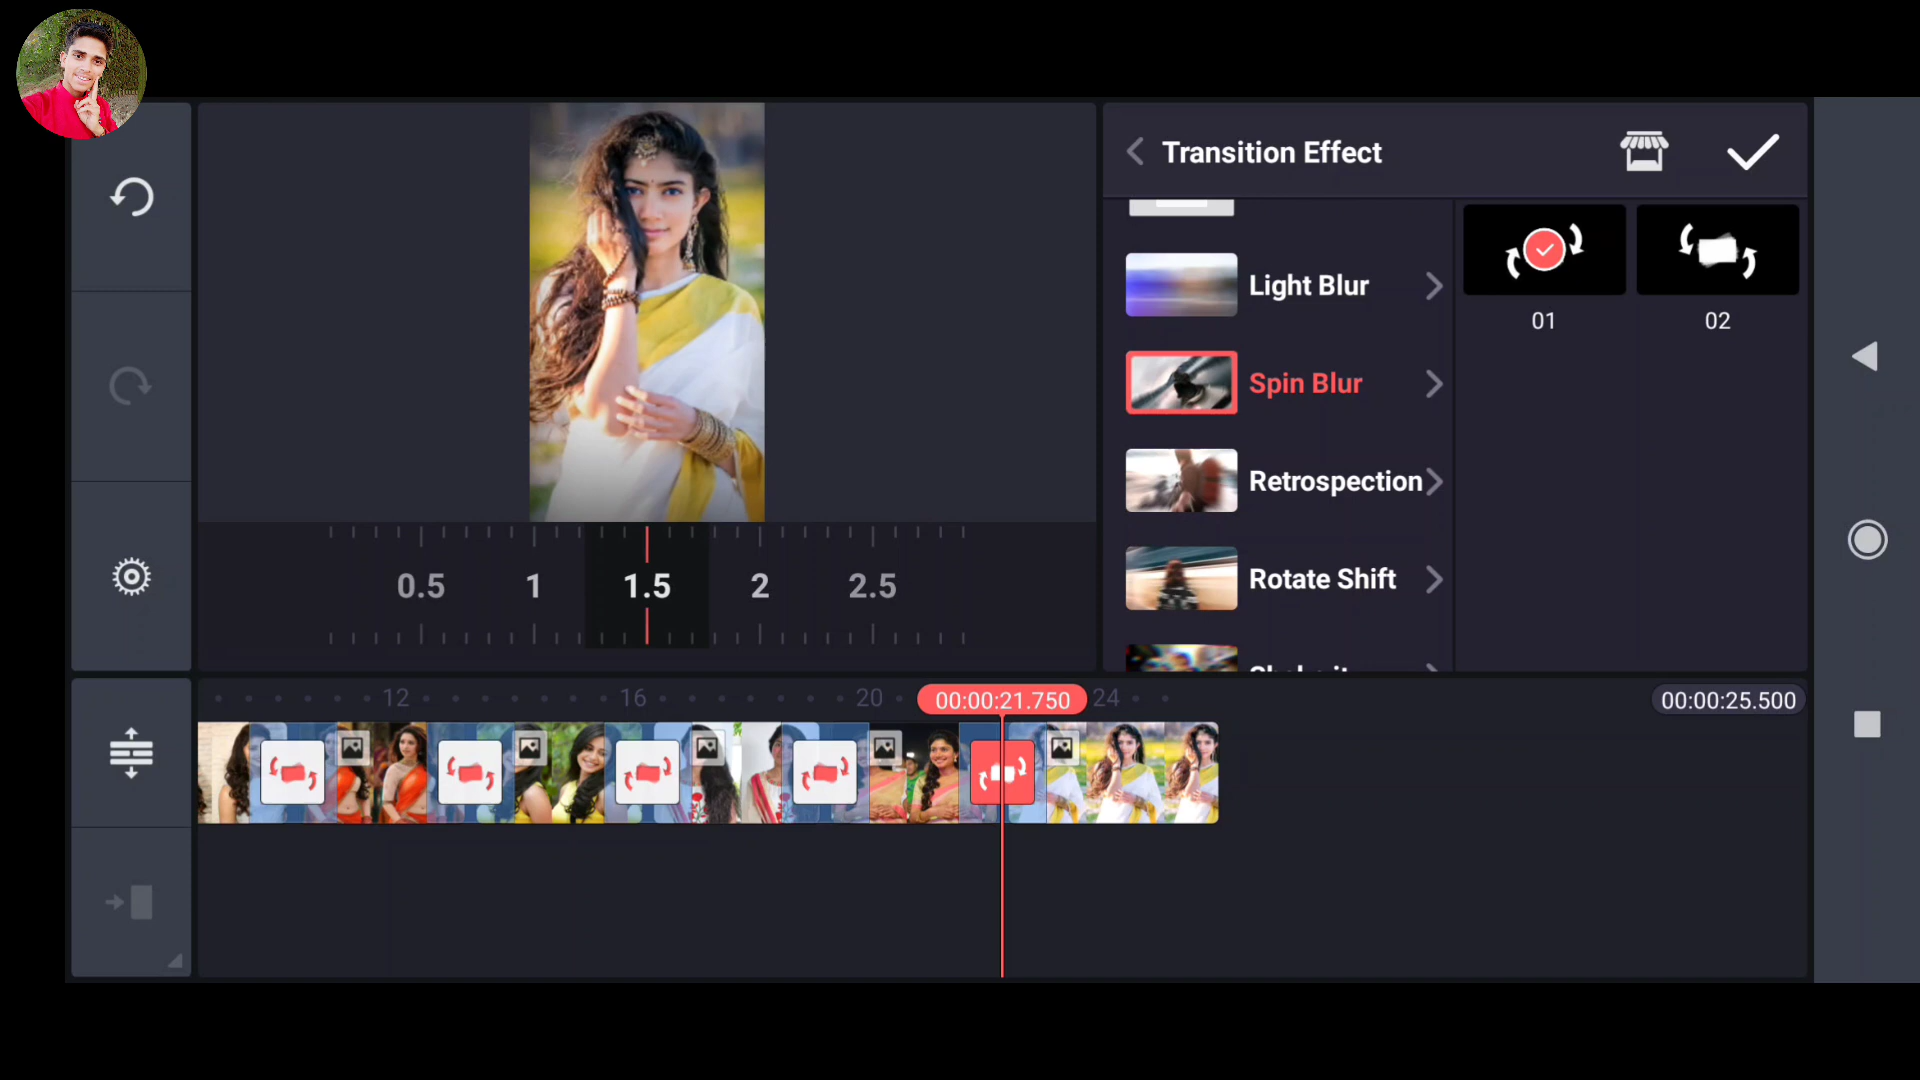 Transition Effect
Light Blur
Spin Blur
Retrospection
Rotate Shift
01 02
0.5 1 1.5 2 2.5
12 16 20 00:00:21.750 24 00:00:25.500